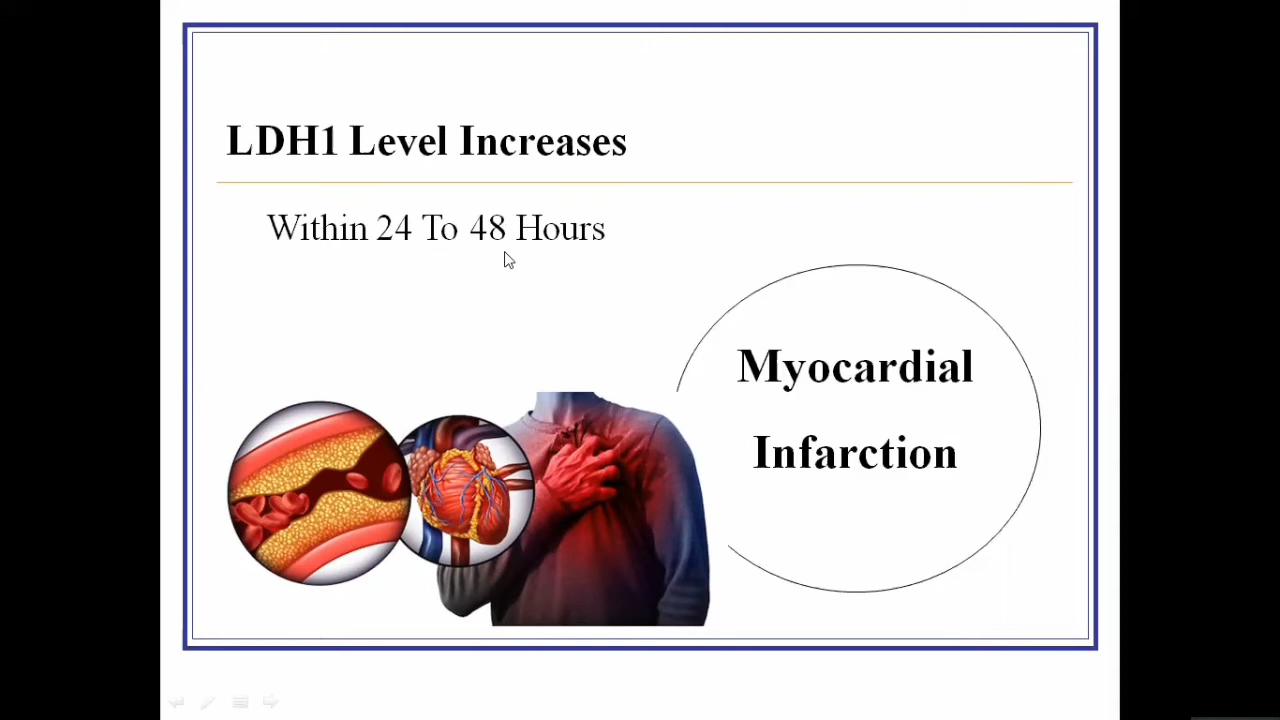 LDH1 Level Increases
Within 24 To 48 Hours
Myocardial
Infarction